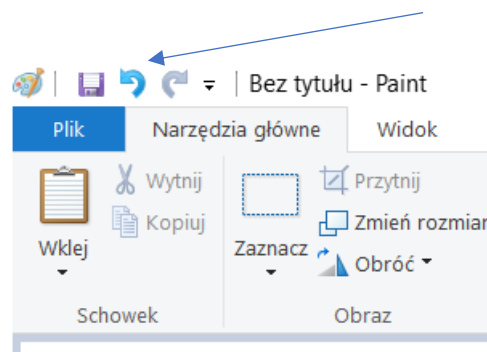 Bez tytułu - Paint
Plik Narzędzia główne Widok
Wytnij
Kopiuj
Wklej
Schowek
Przytnij
Zmień rozmiar
Obróć
Zaznacz
Obraz